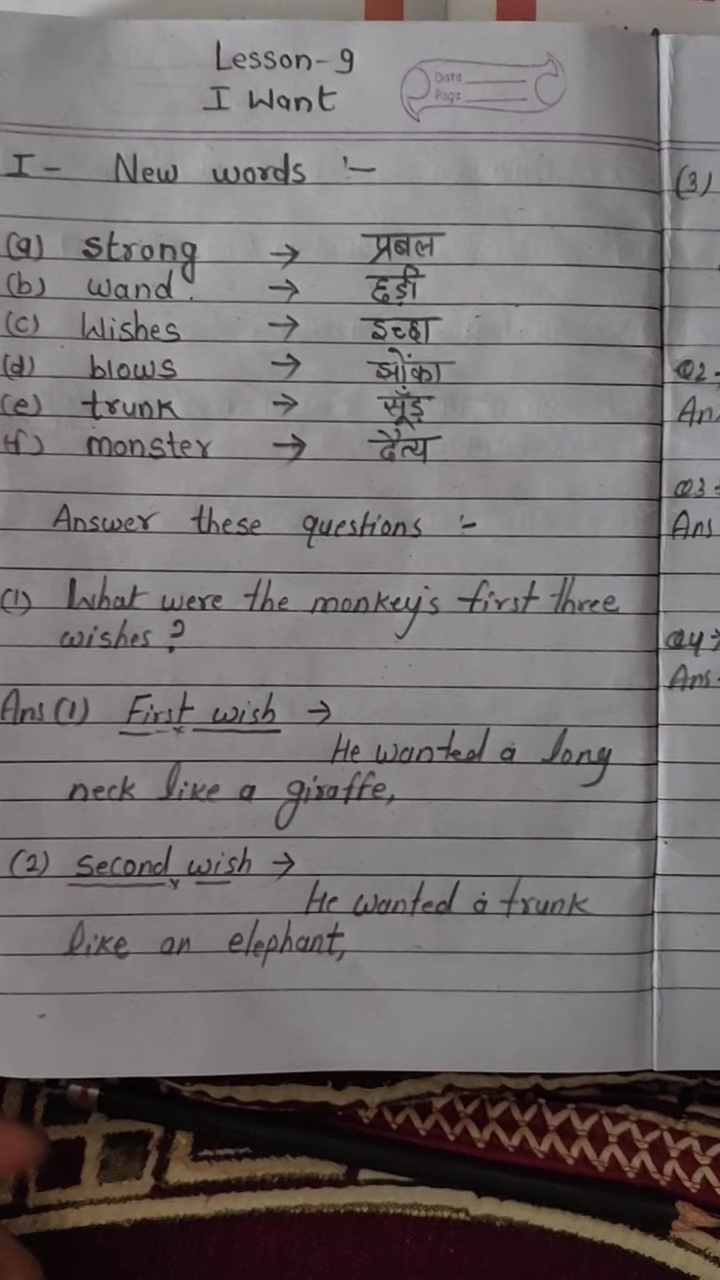 Lesson-9
I Want
Date
Page
I- New words :-
(a) strong → प्रबल
(b) wand. → छड़ी
(c) Wishes → इच्छा
(d) blows → झोंका
(e) trunk → सूँड़
(f) monster → दैत्य
Answer these questions :-
(1) What were the monkey's first three
wishes?
Ans (1) First wish →
He wanted a long
neck like a giraffe,
(2) second wish →
He wanted a trunk
like an elephant,
(3)
Q2-
An
Q3-
Ans
Q4→
Ans-